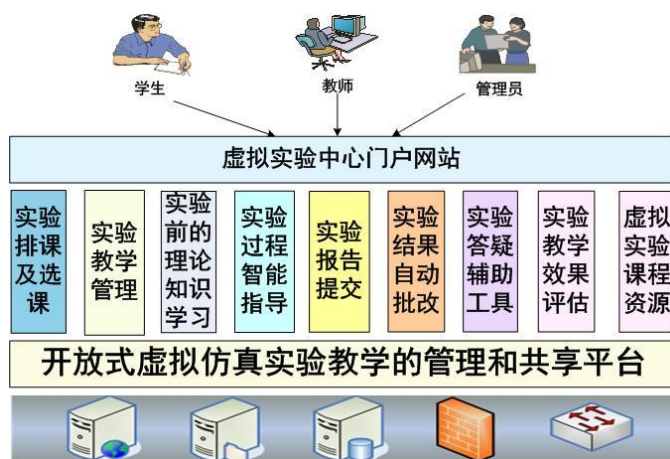 学生
教师
管理员
虚拟实验中心门户网站
实验
排课
及选
课
实验
教学
管理
实验
前的
理论
知识
学习
实验
过程
智能
指导
实验
报告
提交
实验
结果
自动
批改
实验
答疑
辅助
工具
实验
教学
效果
评估
虚拟
实验
课程
资源
开放式虚拟仿真实验教学的管理和共享平台